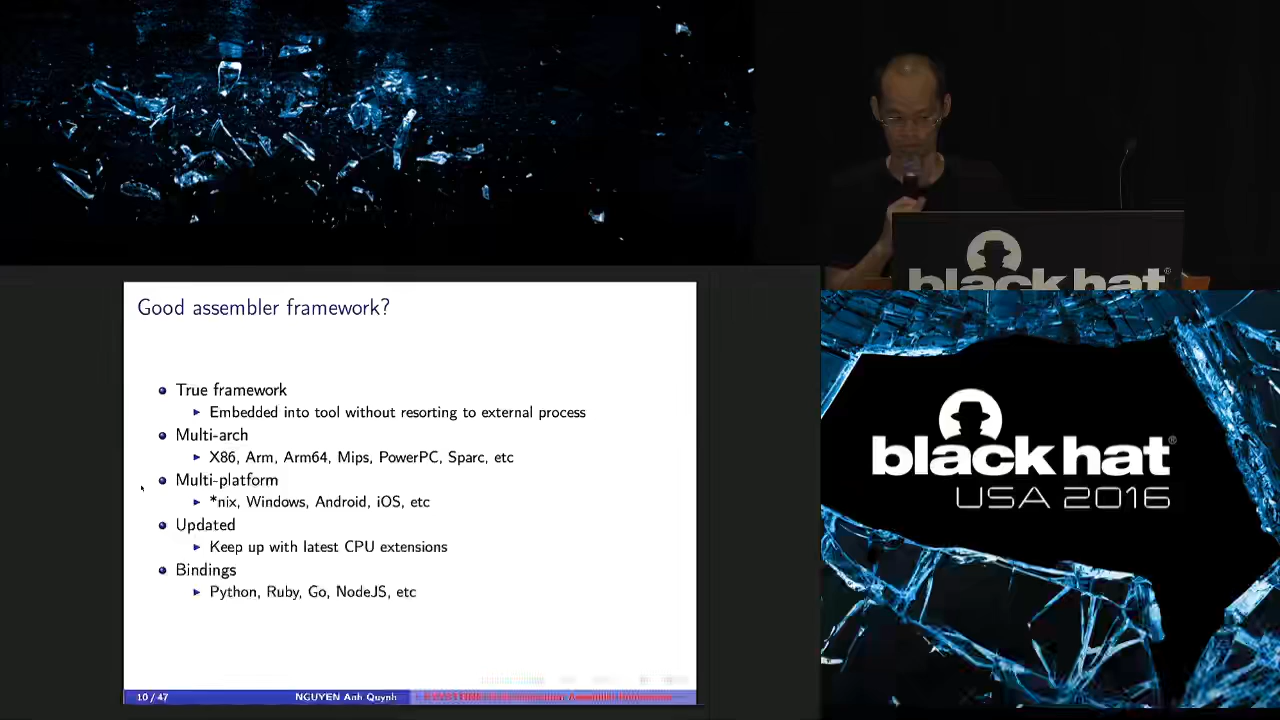 black hat®
Good assembler framework?
True framework
Embedded into tool without resorting to external process
Multi-arch
X86, Arm, Arm64, Mips, PowerPC, Sparc, etc
Multi-platform
*nix, Windows, Android, iOS, etc
Updated
Keep up with latest CPU extensions
Bindings
Python, Ruby, Go, NodeJS, etc
10 / 47
NGUYEN Anh Quynh
black hat®
USA 2016